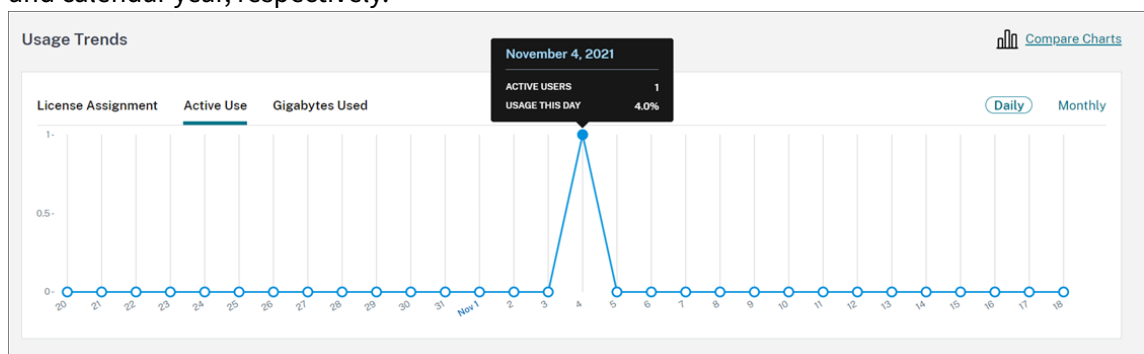 and calendar year, respectively.
Usage Trends
Compare Charts
November 4, 2021
ACTIVE USERS 1
USAGE THIS DAY 4.0%
License Assignment Active Use Gigabytes Used
Daily Monthly
1-
0.5-
0-
20 21 22 23 24 25 26 27 28 29 30 31 Nov 1 2 3 4 5 6 7 8 9 10 11 12 13 14 15 16 17 18